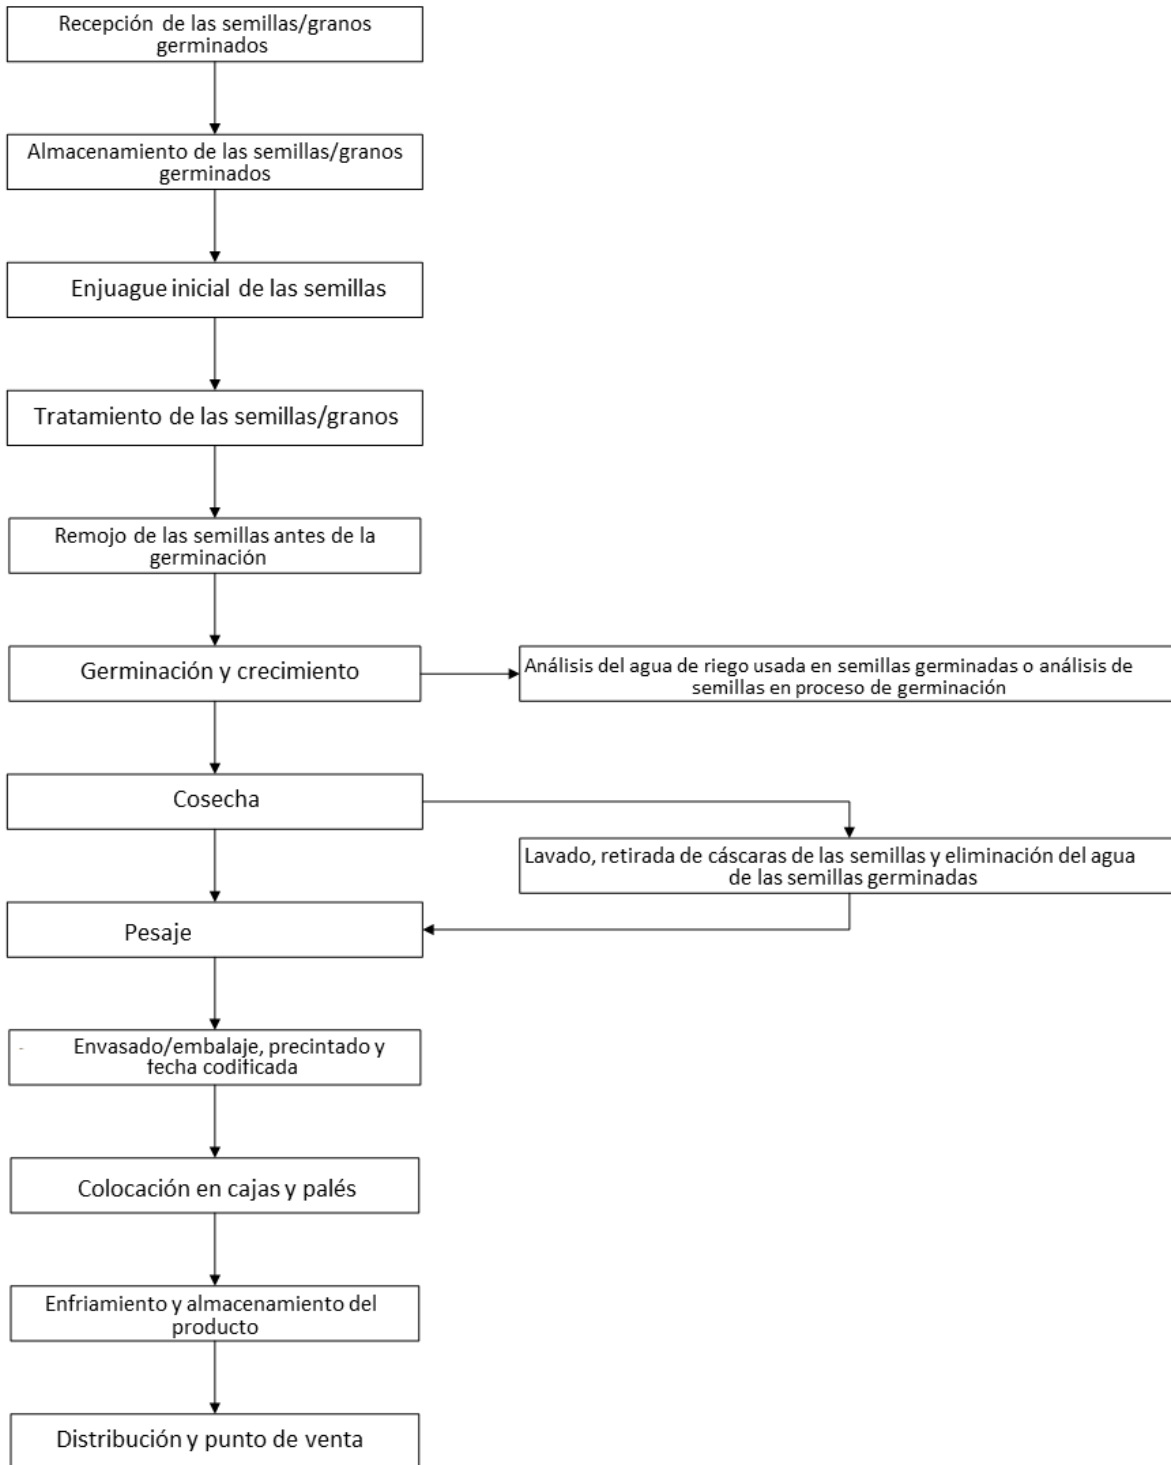 Recepción de las semillas/granos
germinados
Almacenamiento de las semillas/granos
germinados
Enjuague inicial de las semillas
Tratamiento de las semillas/granos
Remojo de las semillas antes de la
germinación
Germinación y crecimiento
Análisis del agua de riego usada en semillas germinadas o análisis de
semillas en proceso de germinación
Cosecha
Lavado, retirada de cáscaras de las semillas y eliminación del agua
de las semillas germinadas
Pesaje
Envasado/embalaje, precintado y
fecha codificada
Colocación en cajas y palés
Enfriamiento y almacenamiento del
producto
Distribución y punto de venta